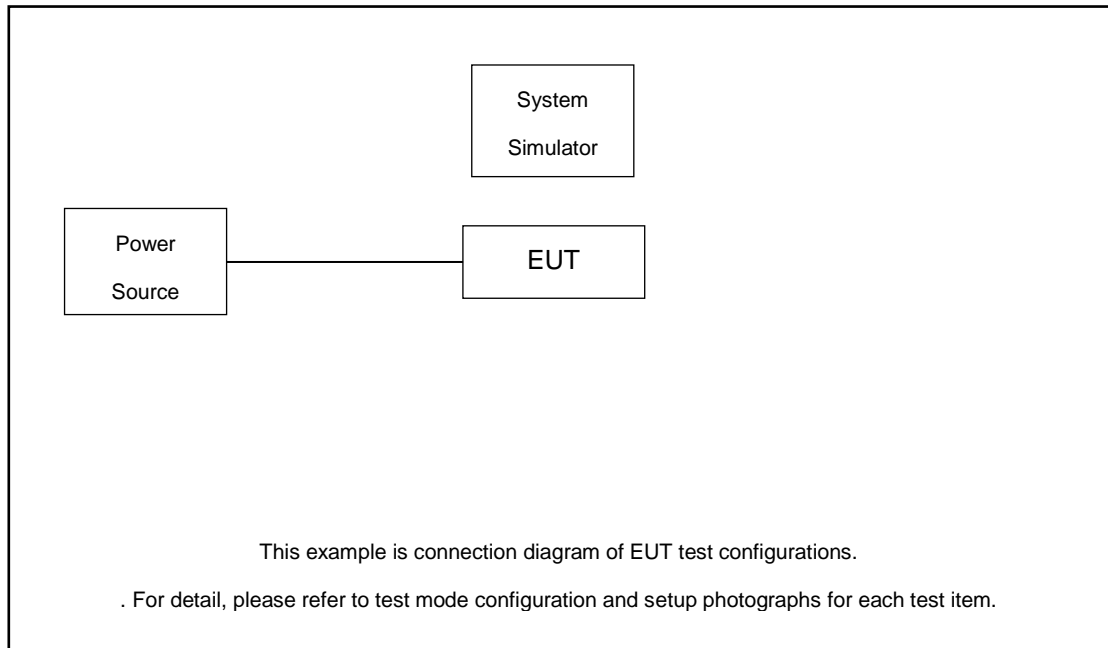 System
Simulator
Power
Source
EUT
This example is connection diagram of EUT test configurations.
. For detail, please refer to test mode configuration and setup photographs for each test item.